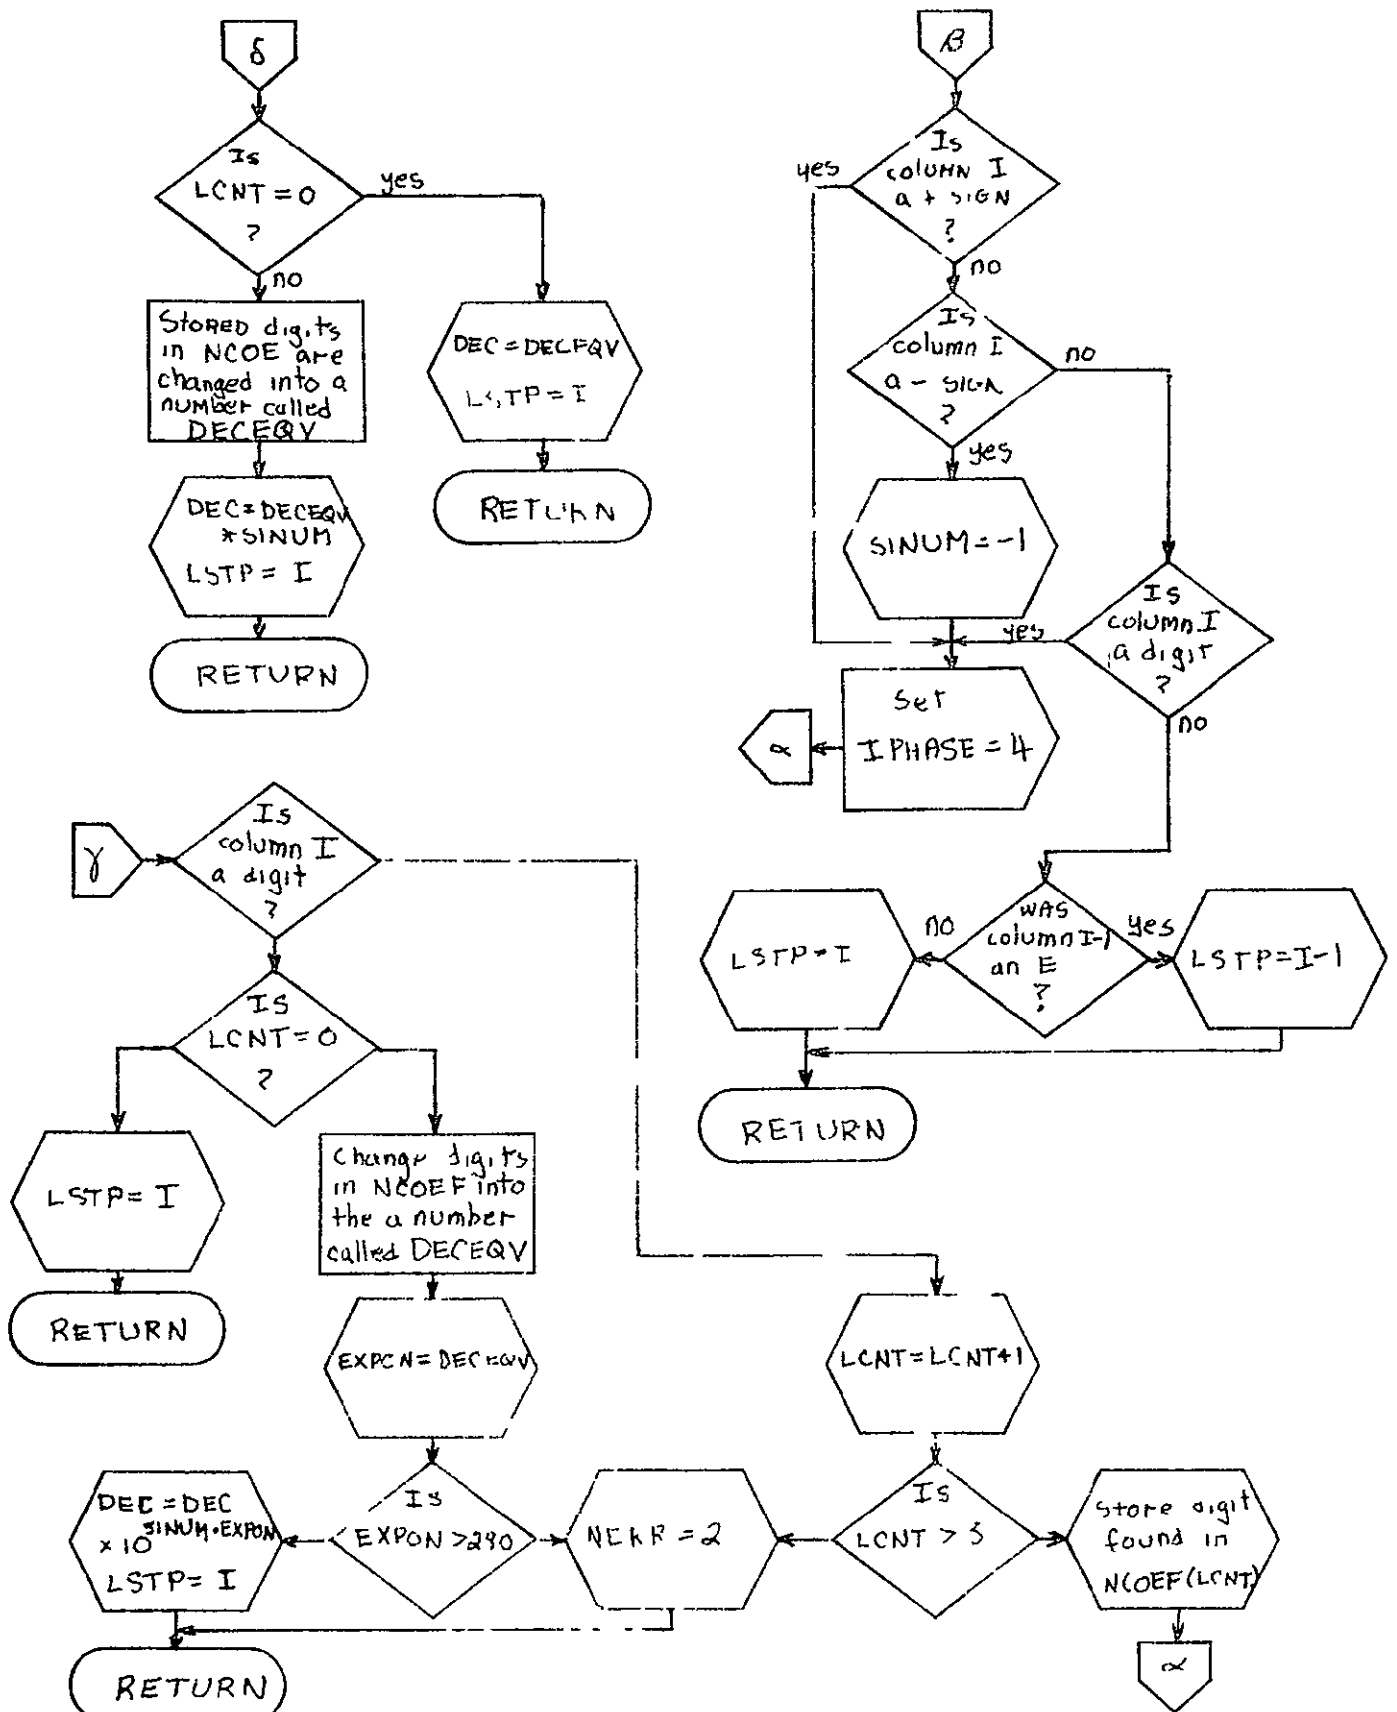 δ
Is
LCNT = 0
?
yes
no
STORED digits
in NCOE are
changed into a
number called
DECEQV
DEC = DECEQV
* SINUM
LSTP = I
RETURN
LSTP = I
RETURN
β
Is
column I
a + SIGN
?
yes
no
Is
column I
a - SIGN
?
no
yes
SINUM = -1
Is
column I
a digit
?
yes
no
Set
IPHASE = 4
α
WAS
column I-1
an E
?
no
yes
LSTP = I
LSTP = I-1
RETURN
γ
Is
column I
a digit
?
IS
LCNT = 0
?
LSTP = I
RETURN
Change digits
in NCOEF into
the a number
called DECEQV
EXPON = DECEQV
Is
EXPON > 290
DEC = DEC
× 10 SINUM·EXPON
LSTP = I
RETURN
NERR = 2
LCNT = LCNT+1
Is
LCNT > 3
Store digit
found in
NCOEF(LCNT)
α